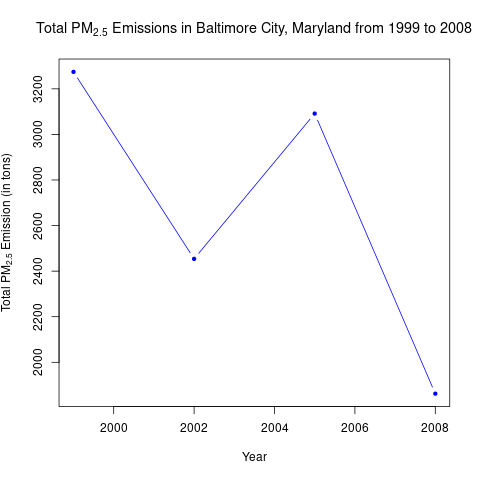 Total PM2.5 Emissions in Baltimore City, Maryland from 1999 to 2008
Total PM2.5 Emission (in tons)
3200
3000
2800
2600
2400
2200
2000
2000 2002 2004 2006 2008
Year